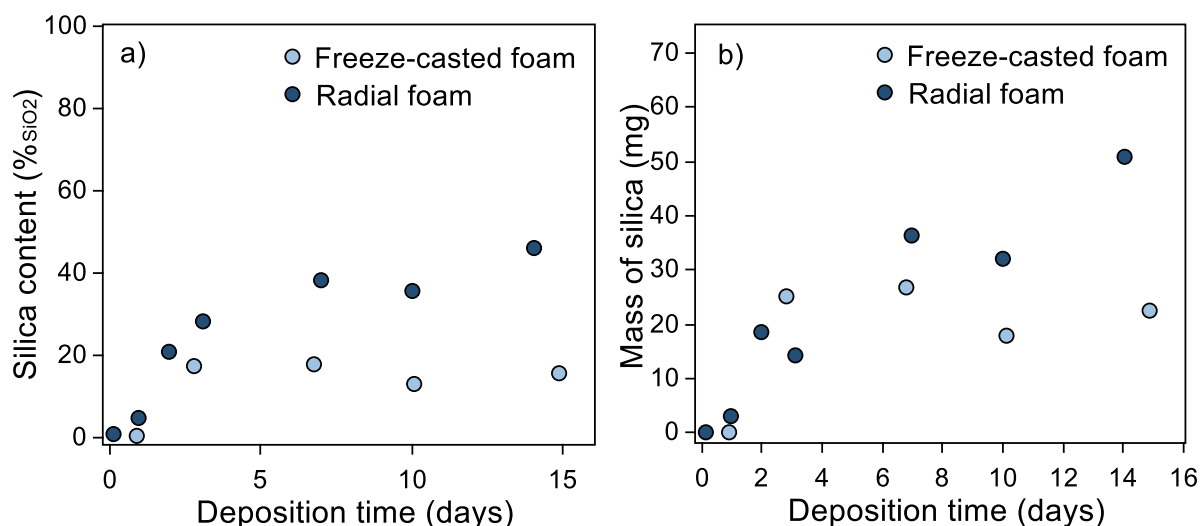 a)
Freeze-casted foam
Radial foam
Silica content (%SiO2)
100
80
60
40
20
0
0 5 10 15
Deposition time (days)
b)
Freeze-casted foam
Radial foam
Mass of silica (mg)
70
60
50
40
30
20
10
0
0 2 4 6 8 10 12 14 16
Deposition time (days)